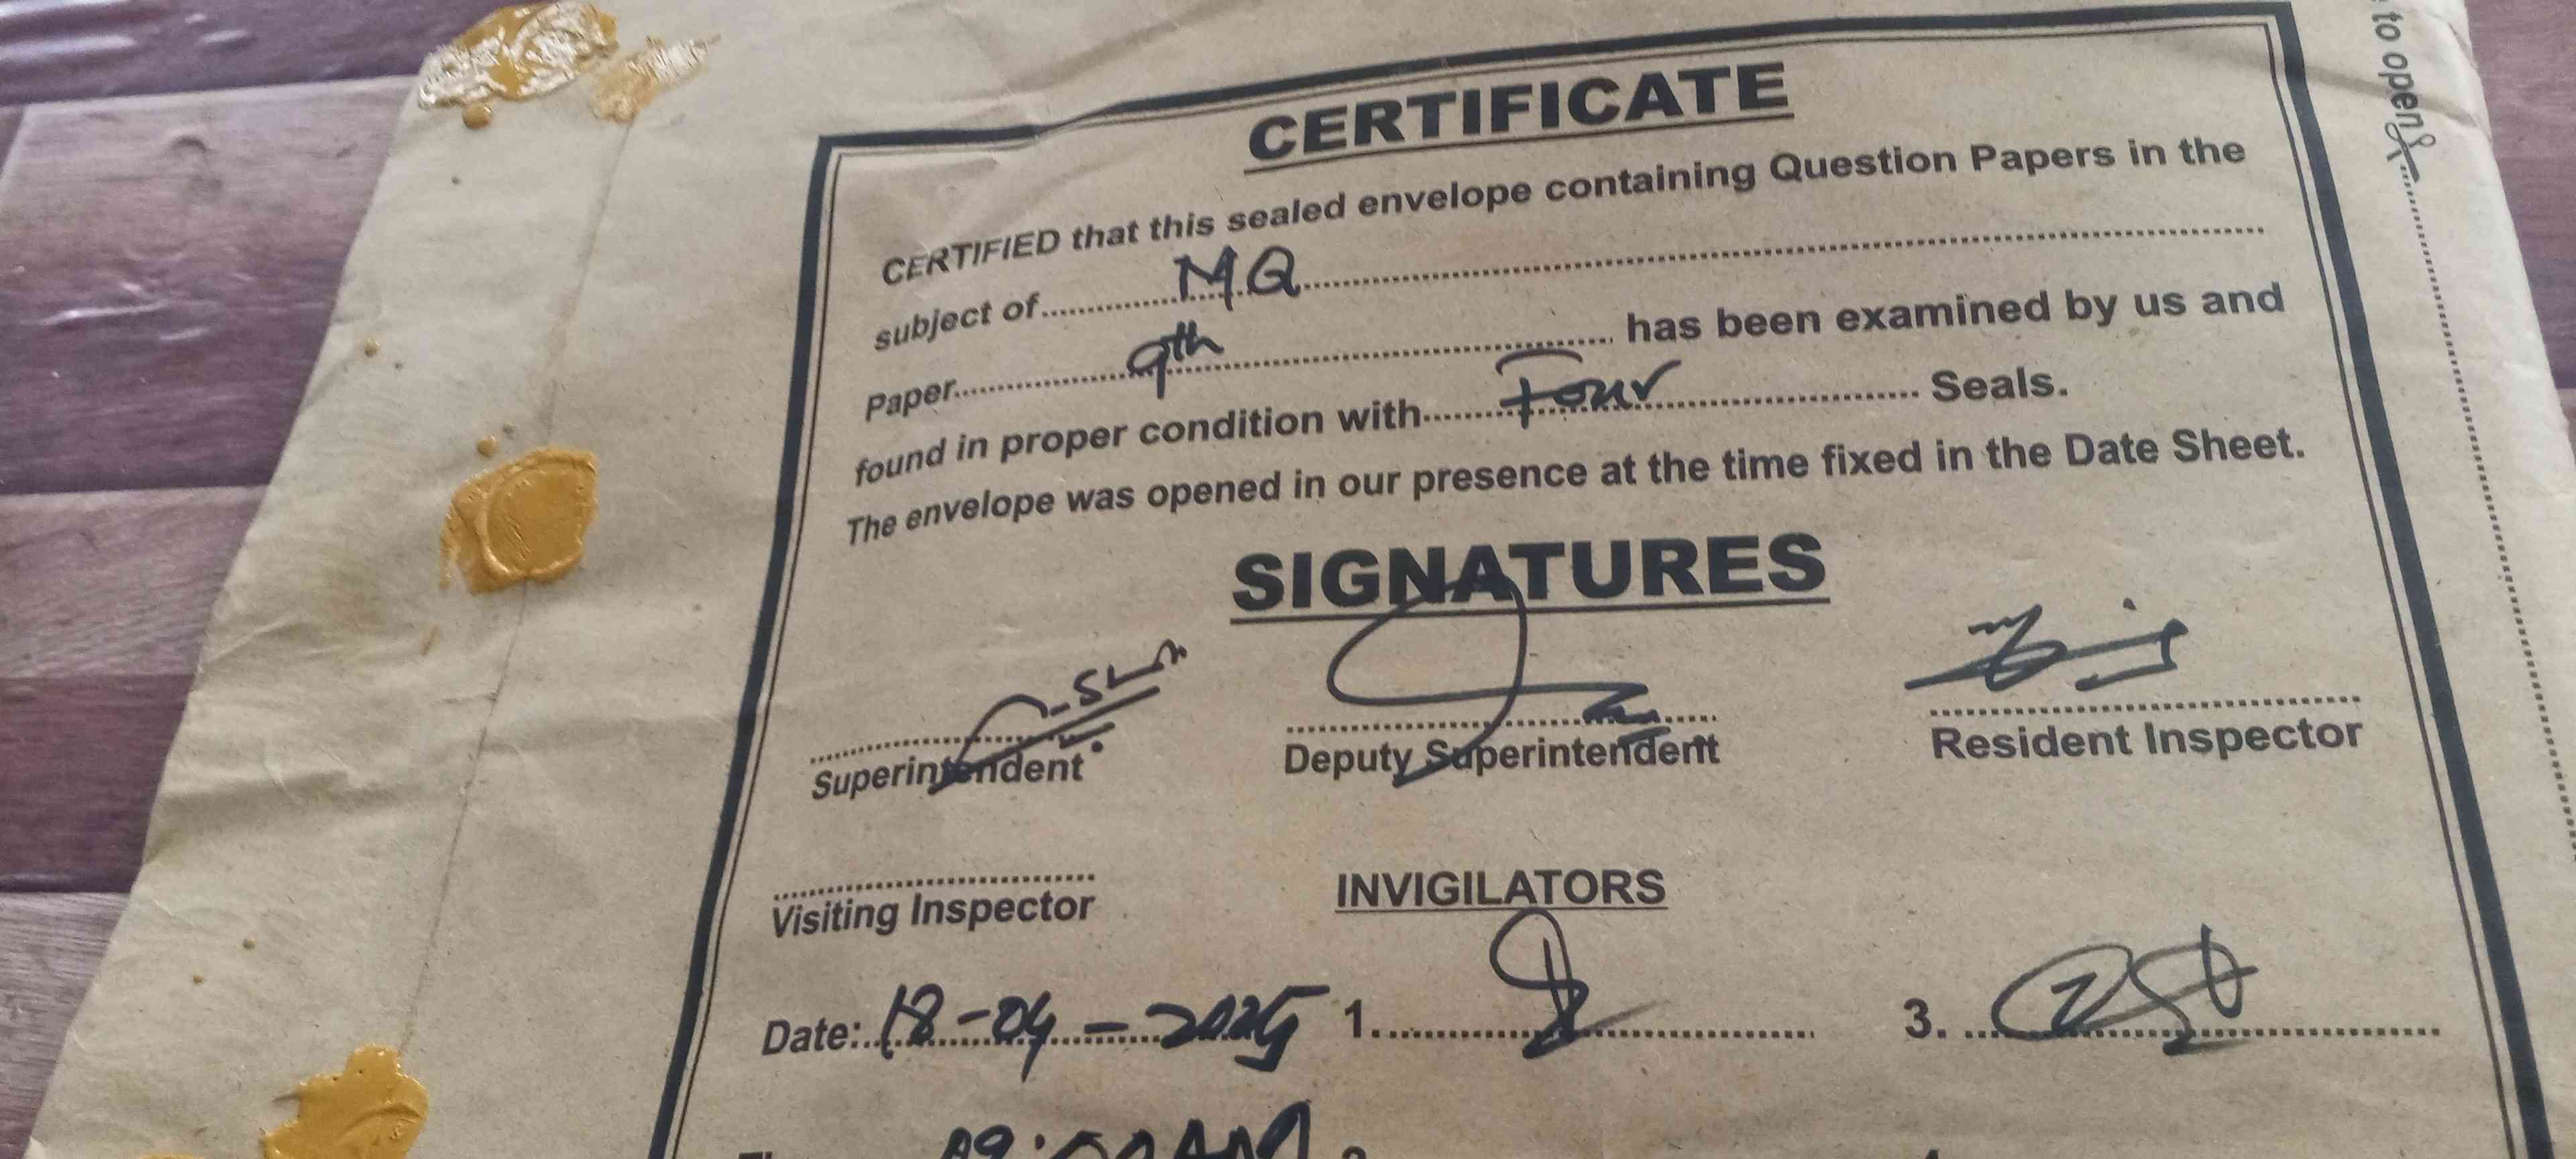 to open
CERTIFICATE
CERTIFIED that this sealed envelope containing Question Papers in the
subject of MQ
Paper 9th has been examined by us and
found in proper condition with Four Seals.
The envelope was opened in our presence at the time fixed in the Date Sheet.
SIGNATURES
Superintendent Deputy Superintendent Resident Inspector
Visiting Inspector INVIGILATORS
Date: 18-04-2025 1. 3.